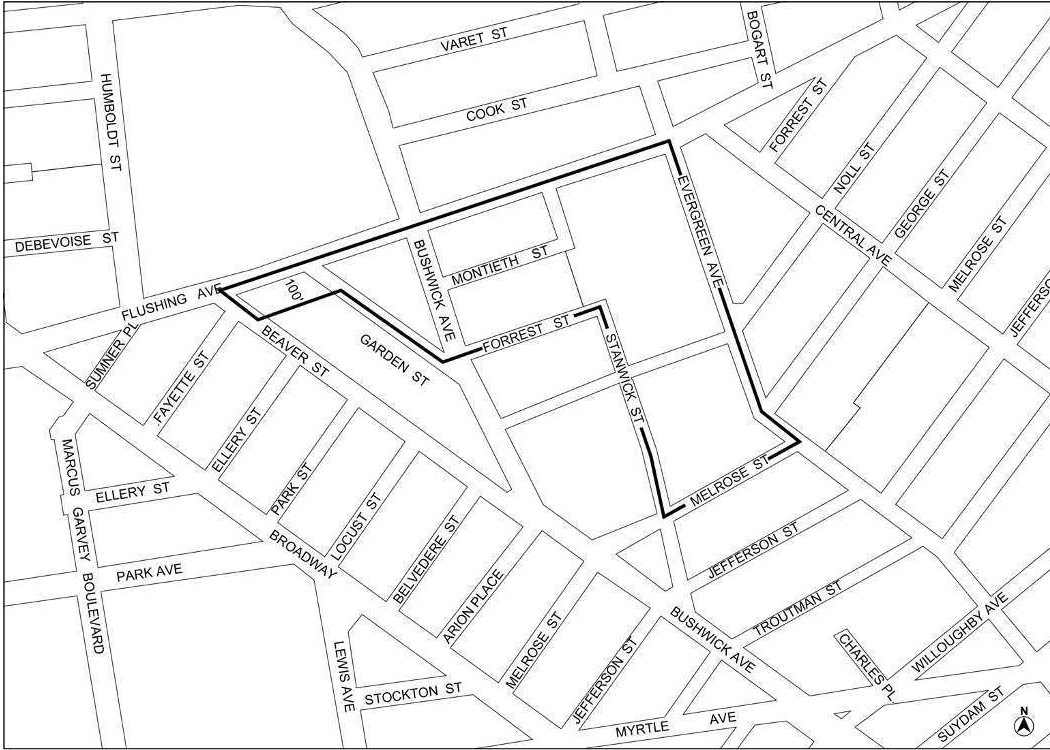 VARET ST
BOGART ST
HUMBOLDT ST
COOK ST
FORREST ST
NOLL ST
GEORGE ST
EVERGREEN AVE
CENTRAL AVE
MELROSE ST
DEBEVOISE ST
BUSHWICK AVE
MONTIETH ST
JEFFERSO
100'
FLUSHING AVE
SUMNER PL
BEAVER ST
GARDEN ST
FORREST ST
STANWICK ST
FAYETTE ST
ELLERY ST
MARCUS GARVEY BOULEVARD
ELLERY ST
PARK ST
LOCUST ST
MELROSE ST
BROADWAY
BELVEDERE ST
JEFFERSON ST
PARK AVE
ARION PLACE
TROUTMAN ST
WILLOUGHBY AVE
BUSHWICK AVE
MELROSE ST
CHARLES PL
LEWIS AVE
STOCKTON ST
JEFFERSON ST
MYRTLE AVE
SUYDAM ST
N